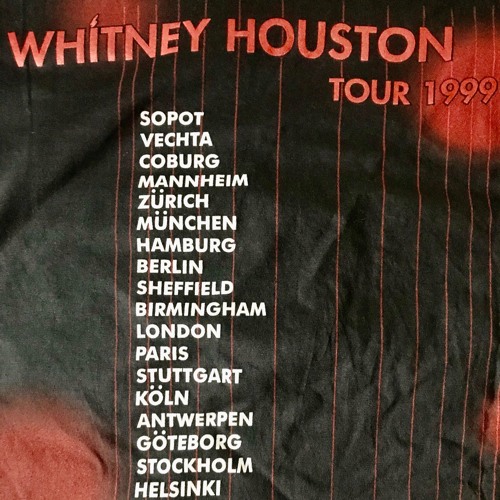 WHÍTNEY HOUSTON
TOUR 1999
SOPOT
VECHTA
COBURG
MANNHEIM
ZÜRICH
MÜNCHEN
HAMBURG
BERLIN
SHEFFIELD
BIRMINGHAM
LONDON
PARIS
STUTTGART
KÖLN
ANTWERPEN
GÖTEBORG
STOCKHOLM
HELSINKI